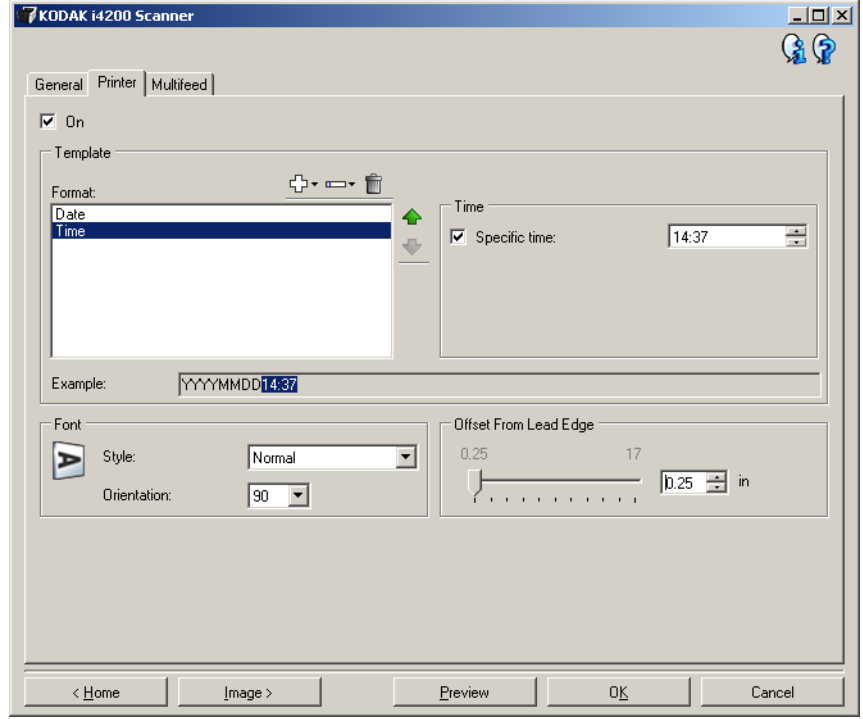 KODAK i4200 Scanner
General Printer Multifeed
On
Template
Format:
Date
Time
Time
Specific time: 14:37
Example: YYYYMMDD14:37
Font
A
Style: Normal
Orientation: 90
Offset From Lead Edge
0.25 17
0.25 in
< Home Image > Preview OK Cancel